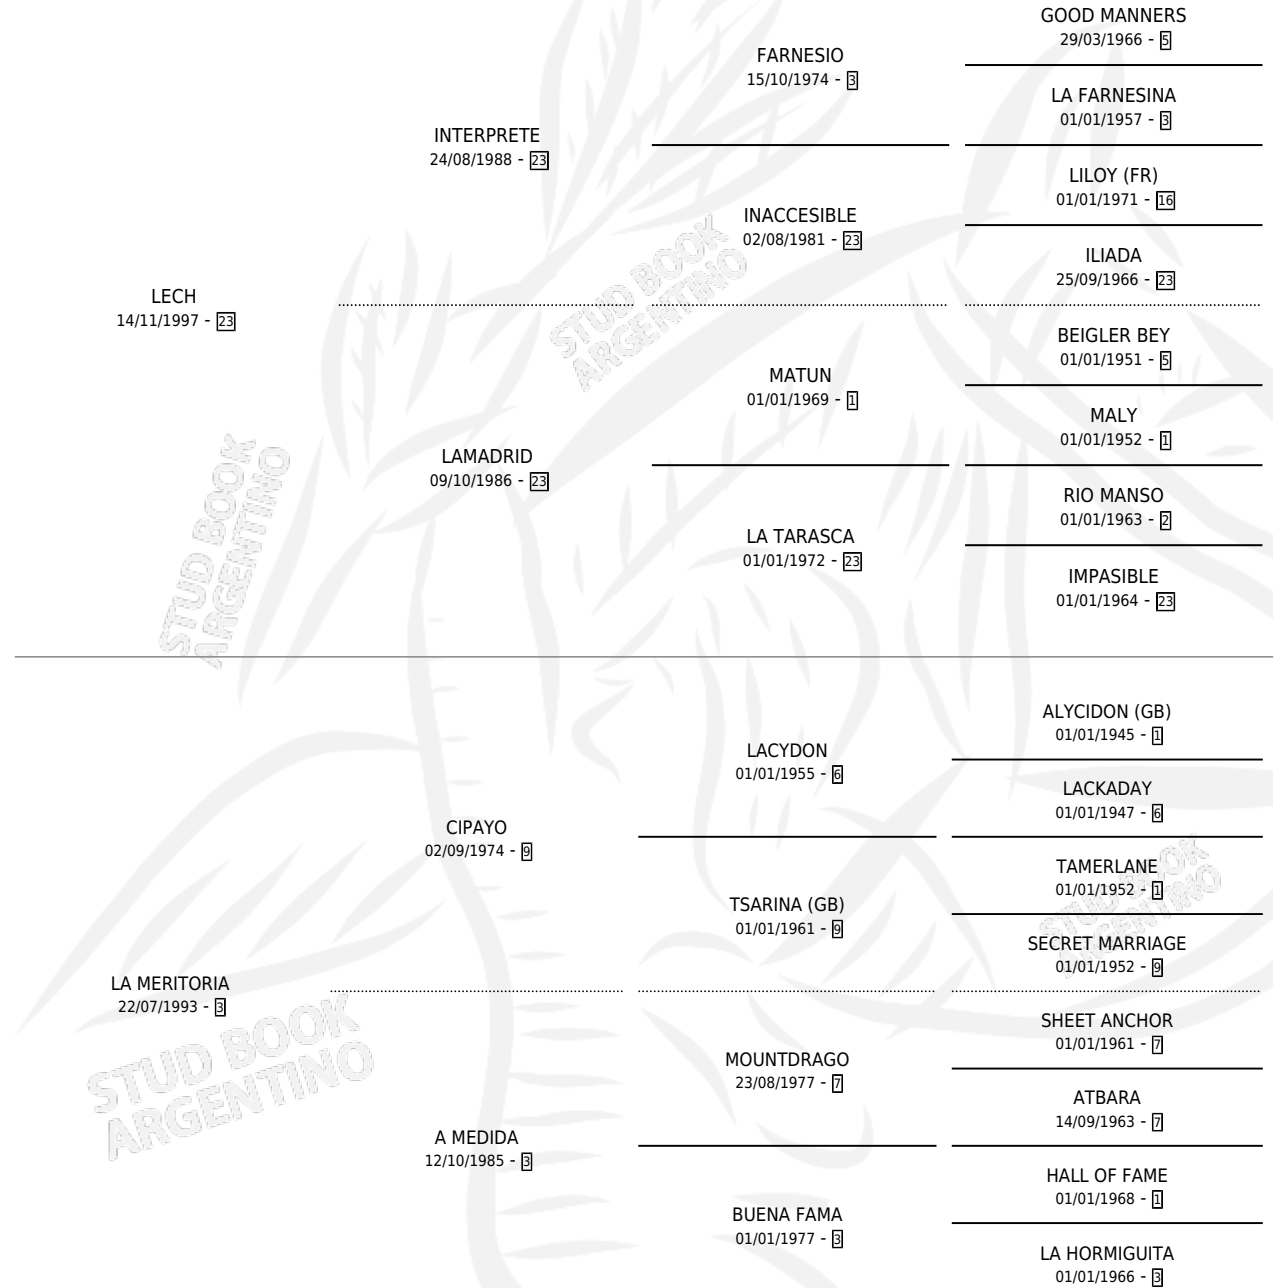 GOOD MANNERS
29/03/1966 - 5
FARNESIO
15/10/1974 - 3
LA FARNESINA
01/01/1957 - 3
INTERPRETE
24/08/1988 - 23
LILOY (FR)
01/01/1971 - 16
INACCESIBLE
02/08/1981 - 23
ILIADA
25/09/1966 - 23
LECH
14/11/1997 - 23
BEIGLER BEY
01/01/1951 - 5
MATUN
01/01/1969 - 1
MALY
01/01/1952 - 1
LAMADRID
09/10/1986 - 23
RIO MANSO
01/01/1963 - 2
LA TARASCA
01/01/1972 - 23
IMPASIBLE
01/01/1964 - 23
ALYCIDON (GB)
01/01/1945 - 1
LACYDON
01/01/1955 - 6
LACKADAY
01/01/1947 - 6
CIPAYO
02/09/1974 - 9
TAMERLANE
01/01/1952 - 1
TSARINA (GB)
01/01/1961 - 9
SECRET MARRIAGE
01/01/1952 - 9
LA MERITORIA
22/07/1993 - 3
SHEET ANCHOR
01/01/1961 - 7
MOUNTDRAGO
23/08/1977 - 7
ATBARA
14/09/1963 - 7
A MEDIDA
12/10/1985 - 3
HALL OF FAME
01/01/1968 - 1
BUENA FAMA
01/01/1977 - 3
LA HORMIGUITA
01/01/1966 - 3
STUD BOOK
ARGENTINO
STUD BOOK
ARGENTINO
STUD BOOK
ARGENTINO
STUD BOOK
ARGENTINO